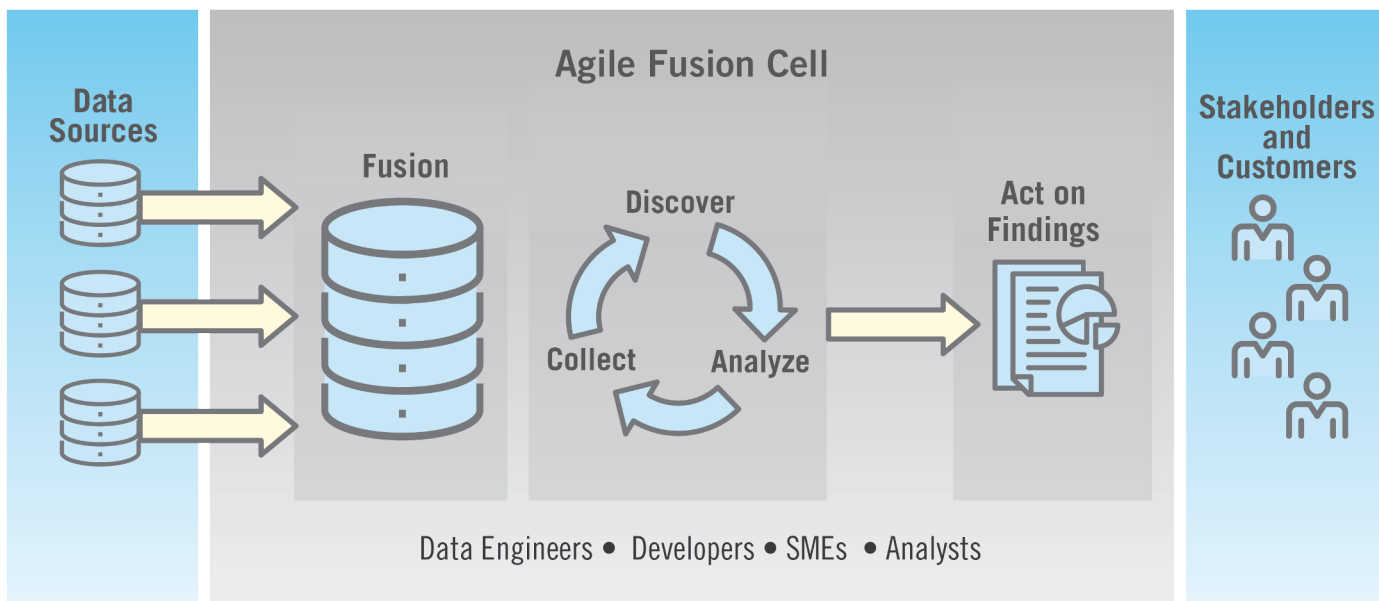 Agile Fusion Cell
Data
Sources
Fusion
Discover
Collect
Analyze
Act on
Findings
Stakeholders
and
Customers
Data Engineers • Developers • SMEs • Analysts